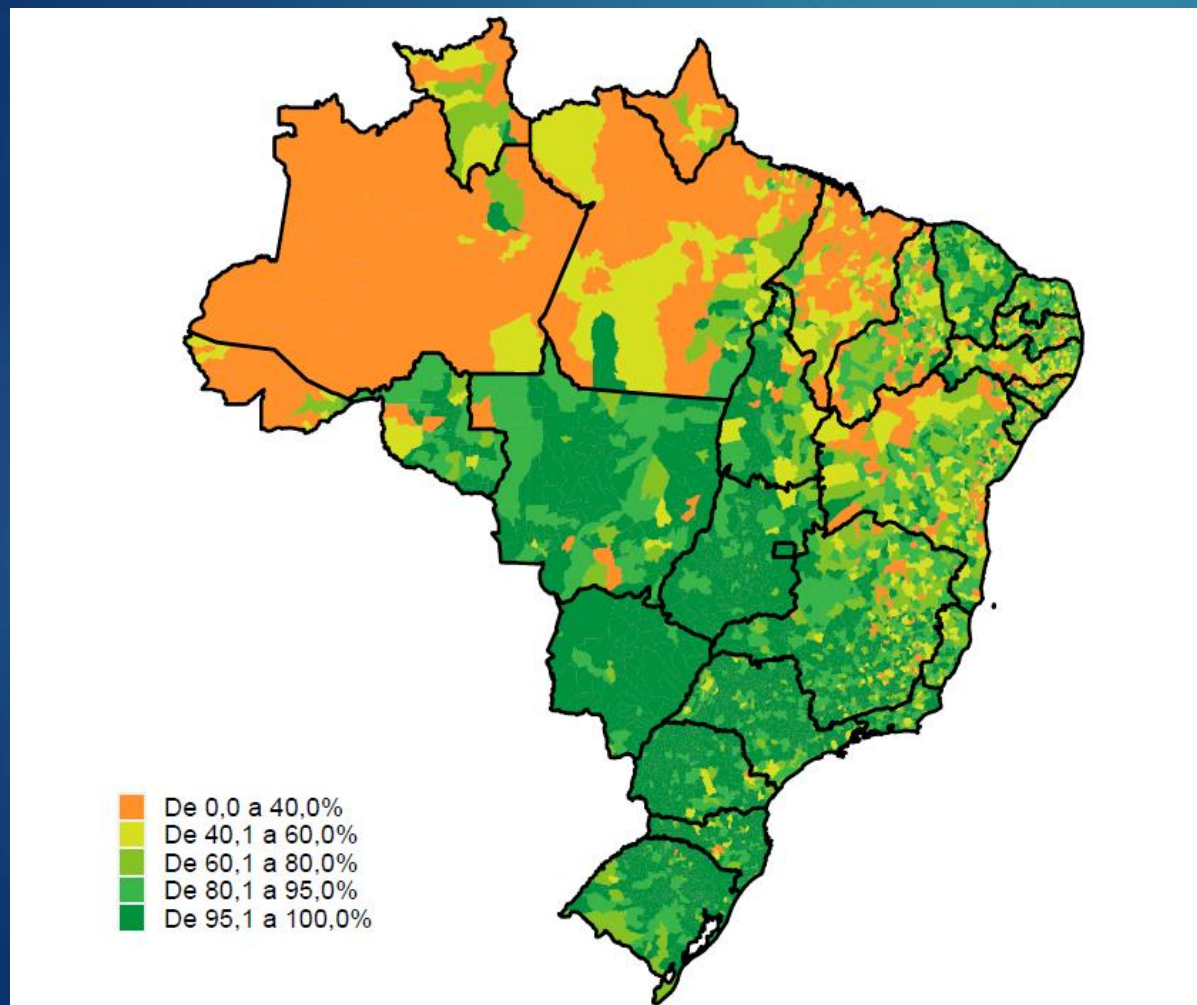 De 0,0 a 40,0%
De 40,1 a 60,0%
De 60,1 a 80,0%
De 80,1 a 95,0%
De 95,1 a 100,0%